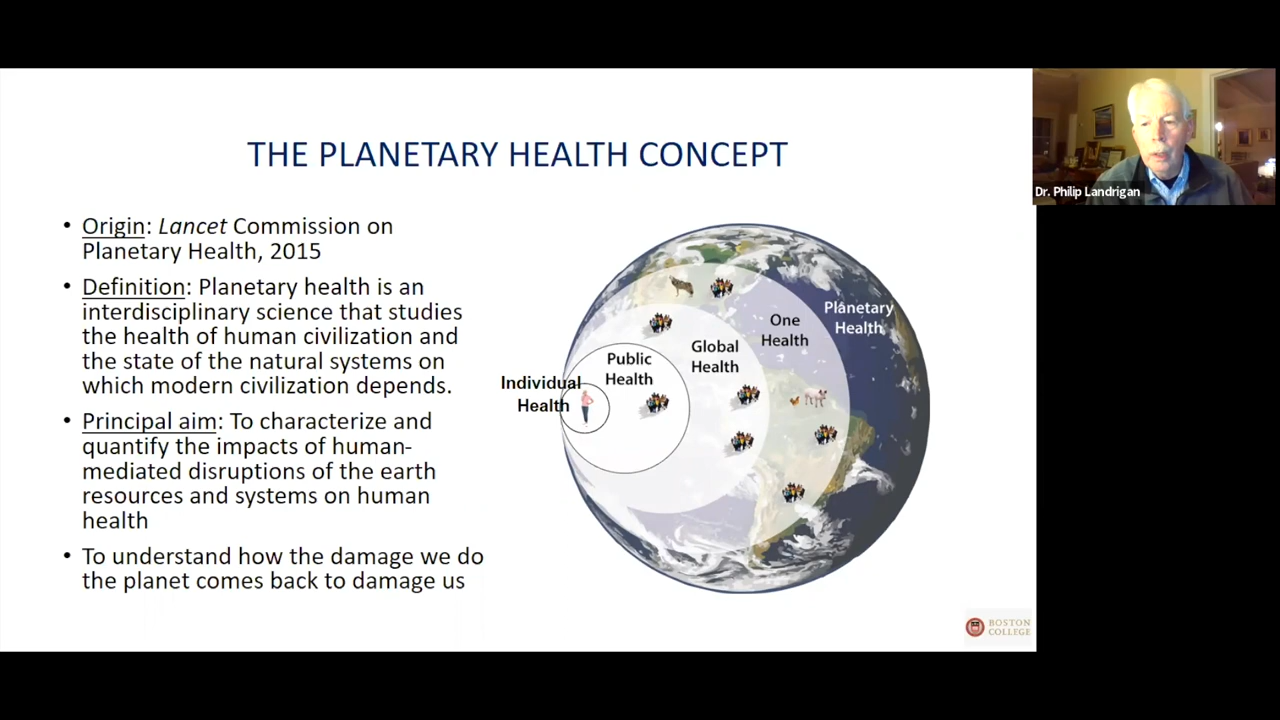 THE PLANETARY HEALTH CONCEPT
• Origin: Lancet Commission on
Planetary Health, 2015
• Definition: Planetary health is an
interdisciplinary science that studies
the health of human civilization and
the state of the natural systems on
which modern civilization depends.
• Principal aim: To characterize and
quantify the impacts of human-
mediated disruptions of the earth
resources and systems on human
health
• To understand how the damage we do
the planet comes back to damage us
Individual
Health
Public
Health
Global
Health
One
Health
Planetary
Health
BOSTON
COLLEGE
Dr. Philip Landrigan